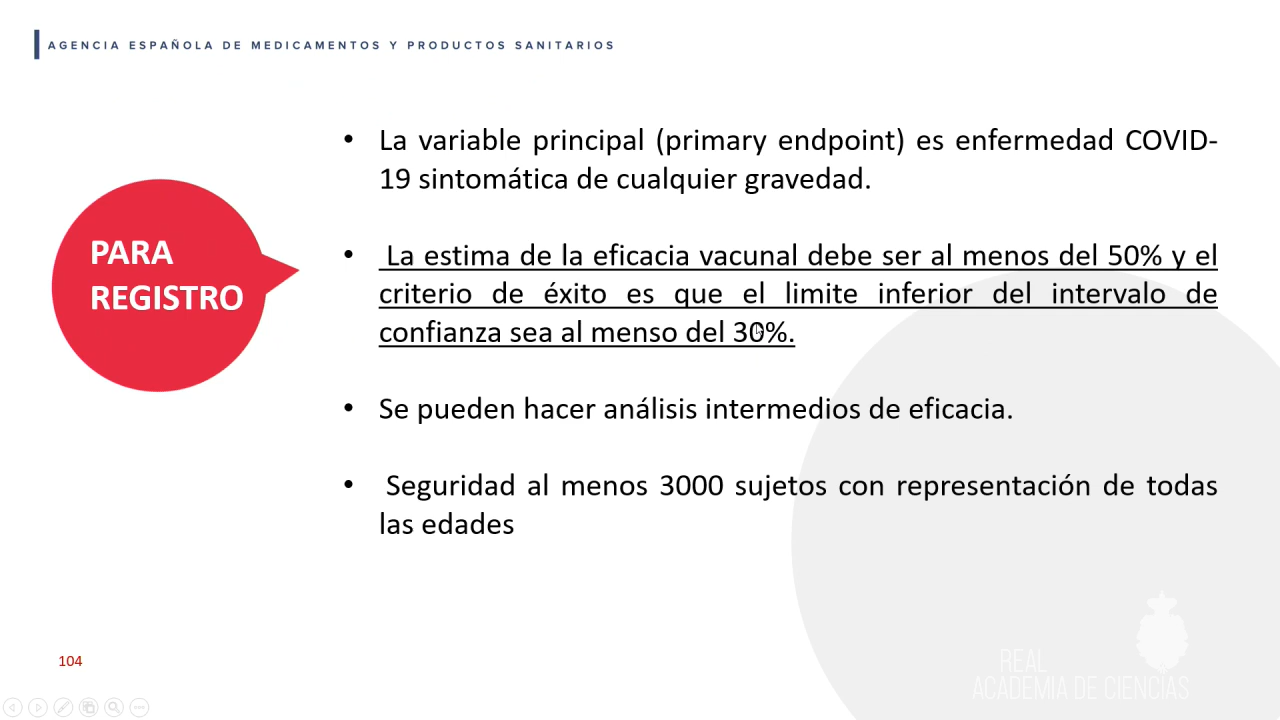 AGENCIA ESPAÑOLA DE MEDICAMENTOS Y PRODUCTOS SANITARIOS
PARA
REGISTRO
• La variable principal (primary endpoint) es enfermedad COVID-
19 sintomática de cualquier gravedad.
• La estima de la eficacia vacunal debe ser al menos del 50% y el
criterio de éxito es que el limite inferior del intervalo de
confianza sea al menso del 30%.
• Se pueden hacer análisis intermedios de eficacia.
• Seguridad al menos 3000 sujetos con representación de todas
las edades
104
REAL
ACADEMIA DE CIENCIAS